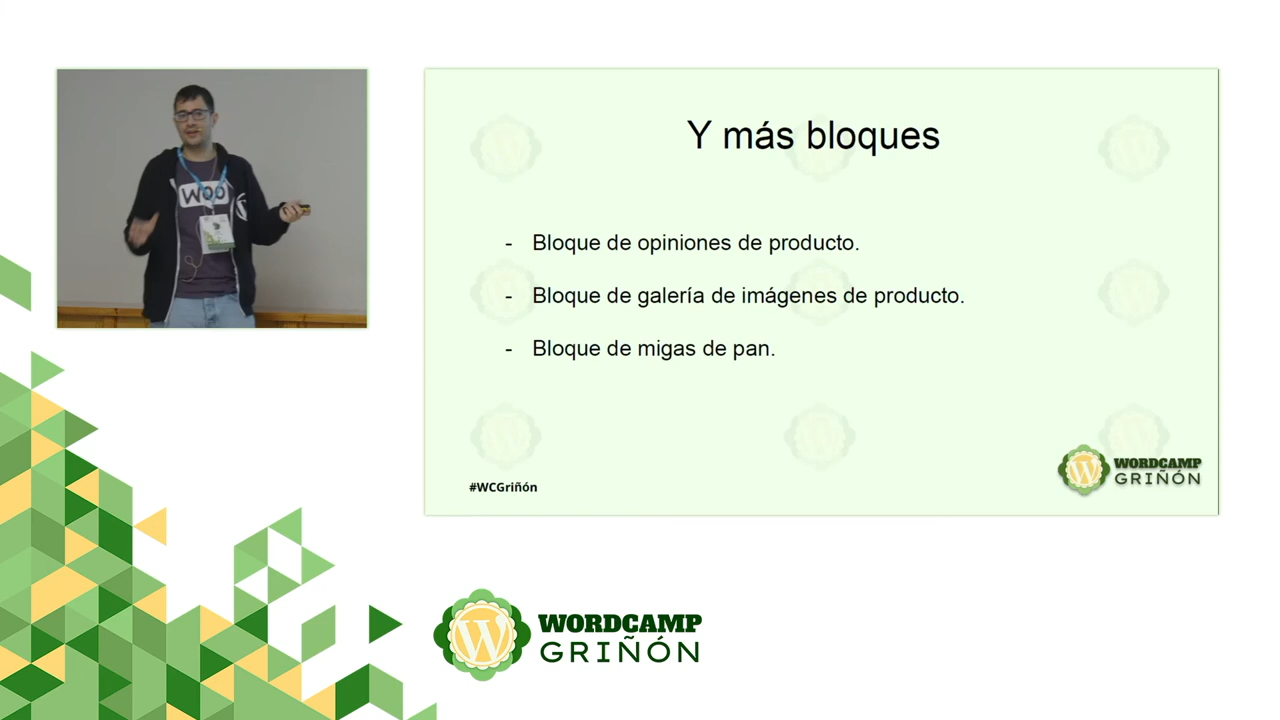 WOO
Y más bloques
- Bloque de opiniones de producto.
- Bloque de galería de imágenes de producto.
- Bloque de migas de pan.
#WCGriñón
WORDCAMP
GRIÑÓN
WORDCAMP
GRIÑÓN